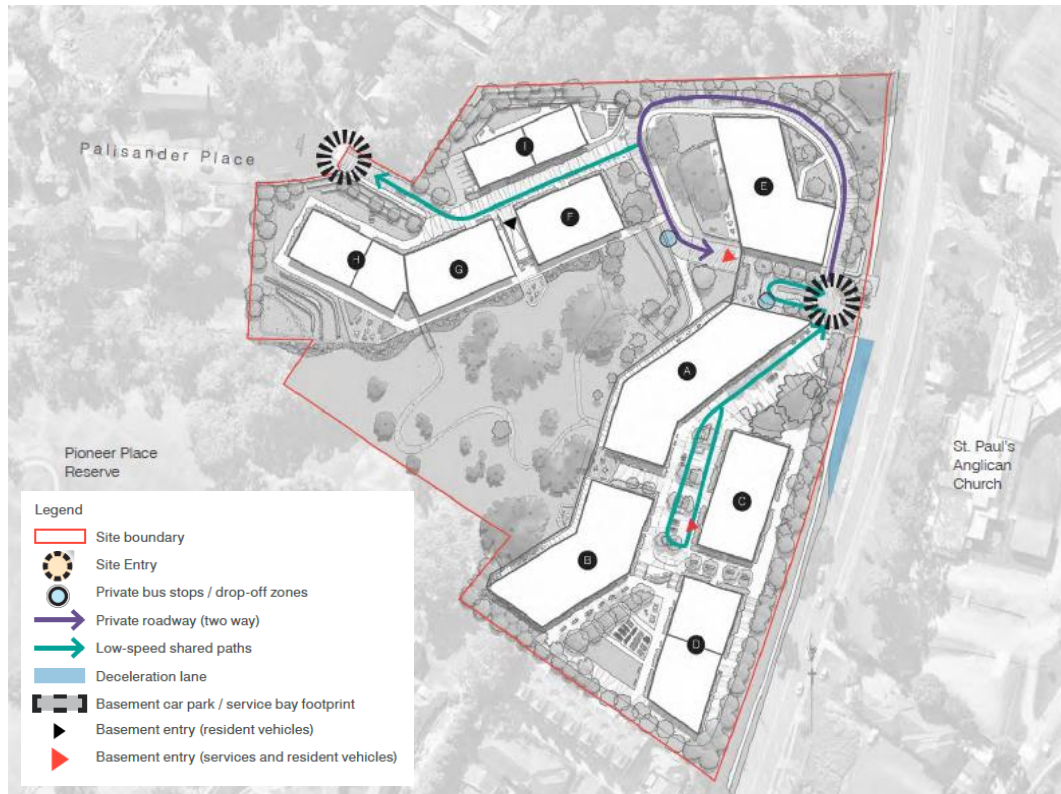 Palisander Place
I
E
F
H
G
A
Pioneer Place
Reserve
St. Paul's
Anglican
Church
C
B
D
Legend
Site boundary
Site Entry
Private bus stops / drop-off zones
Private roadway (two way)
Low-speed shared paths
Deceleration lane
Basement car park / service bay footprint
Basement entry (resident vehicles)
Basement entry (services and resident vehicles)